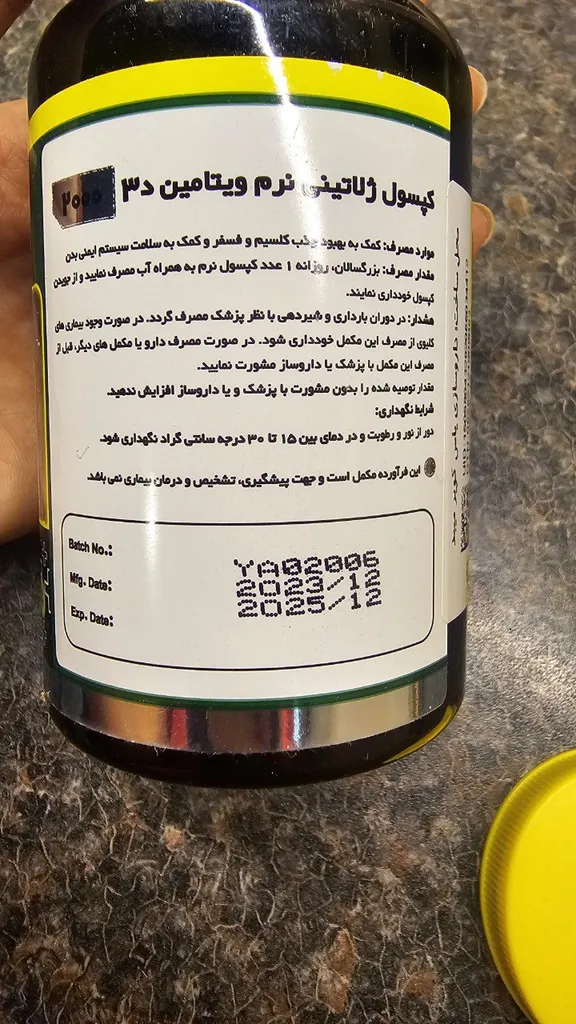 کپسول ژلاتینی نرم ویتامین د۳ ۲۰۰۰
موارد مصرف: کمک به بهبود جذب کلسیم و فسفر و کمک به سلامت سیستم ایمنی بدن
مقدار مصرف: بزرگسالان، روزانه ۱ عدد کپسول نرم به همراه آب مصرف نمایید و از جویدن
کپسول خودداری نمایند.
هشدار: در دوران بارداری و شیردهی با نظر پزشک مصرف گردد. در صورت وجود بیماری های
کلیوی از مصرف این مکمل خودداری شود. در صورت مصرف دارو یا مکمل های دیگر، قبل از
مصرف این مکمل با پزشک یا داروساز مشورت نمایید.
مقدار توصیه شده را بدون مشورت با پزشک و یا داروساز افزایش ندهید.
شرایط نگهداری:
دور از نور و رطوبت و در دمای بین ۱۵ تا ۳۰ درجه سانتی گراد نگهداری شود.
این فرآورده مکمل است و جهت پیشگیری، تشخیص و درمان بیماری نمی باشد.
Batch No.: YA02006
Mfg. Date: 2023/12
Exp. Date: 2025/12
محل ساخت: داروسازی